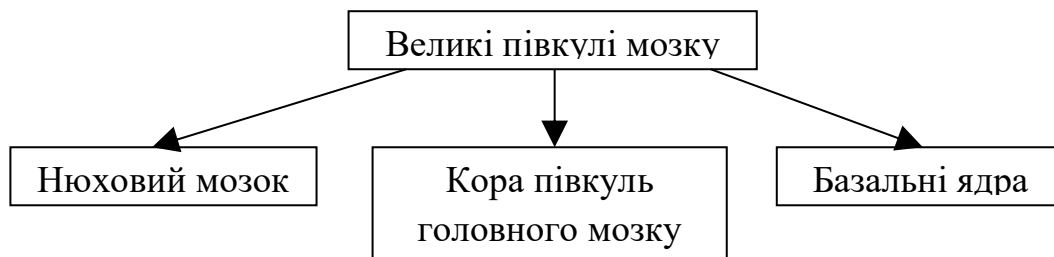 Великі півкулі мозку
Нюховий мозок
Кора півкуль
головного мозку
Базальні ядра